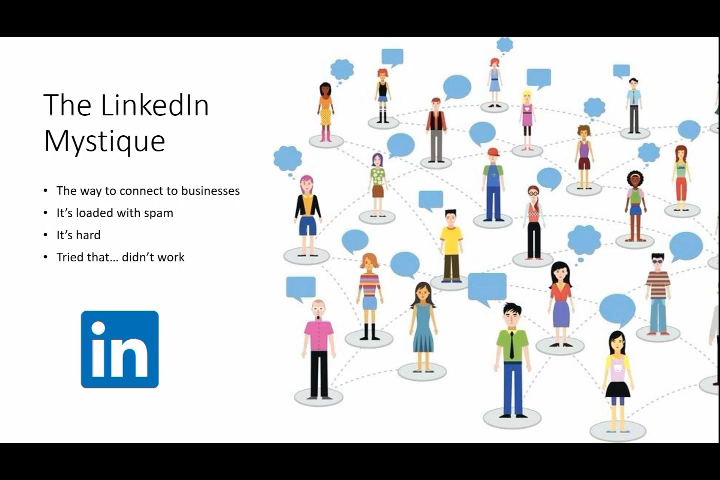 The LinkedIn
Mystique
• The way to connect to businesses
• It's loaded with spam
• It's hard
• Tried that… didn't work
in